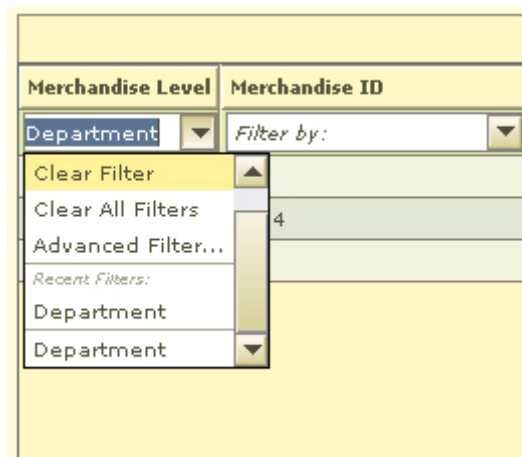 Merchandise Level Merchandise ID
Department Filter by:
Clear Filter
Clear All Filters 4
Advanced Filter...
Recent Filters:
Department
Department